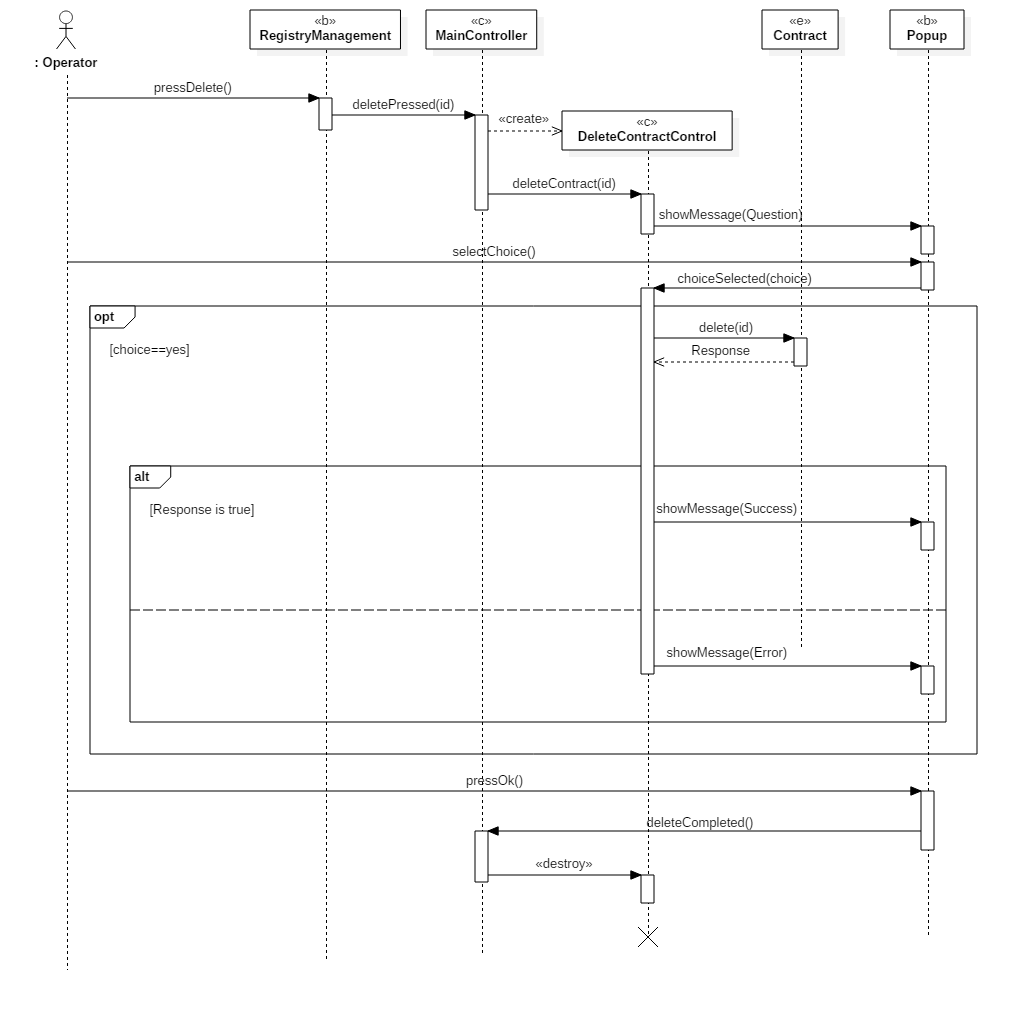 «b»
RegistryManagement
«c»
MainController
«e»
Contract
«b»
Popup
: Operator
pressDelete()
deletePressed(id)
«create»
«c»
DeleteContractControl
deleteContract(id)
showMessage(Question)
selectChoice()
choiceSelected(choice)
opt
[choice==yes]
delete(id)
Response
alt
[Response is true]
showMessage(Success)
showMessage(Error)
pressOk()
deleteCompleted()
«destroy»